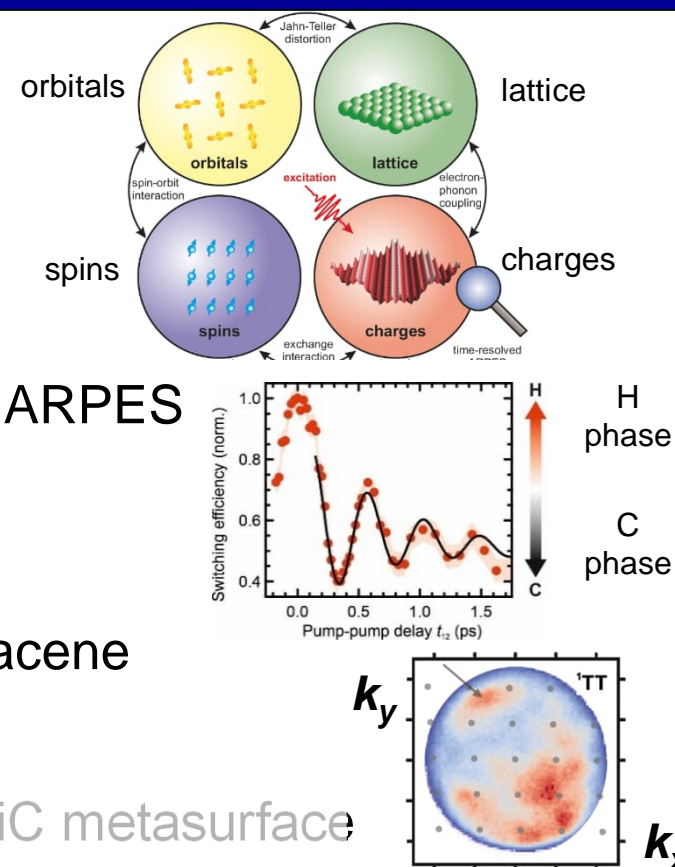 Jahn-Teller
distortion
orbitals
lattice
orbitals
lattice
spin-orbit
interaction
excitation
electron-
phonon
coupling
spins
charges
spins
charges
exchange
interaction
time-resolved
ARPES
H
H
phase
C
phase
C
Switching efficiency (norm.)
1.0
0.8
0.6
0.4
0.0 0.5 1.0 1.5
Pump-pump delay t₁₂ (ps)
acene
¹TT
ky
iC metasurface
kx